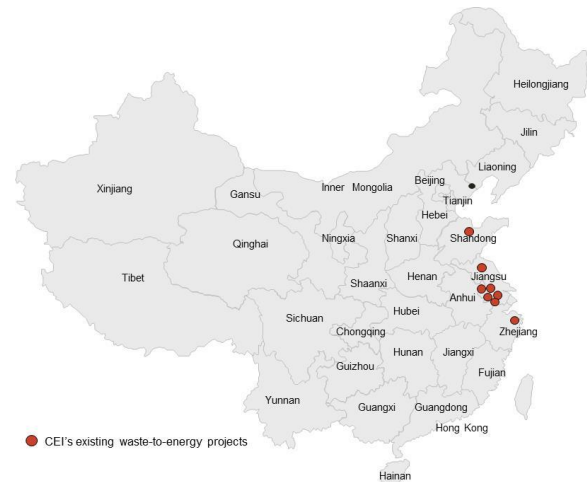 Heilongjiang
Jilin
Liaoning
Xinjiang
Gansu
Inner Mongolia
Beijing
Tianjin
Hebei
Qinghai
Ningxia
Shanxi
Shandong
Tibet
Shaanxi
Henan
Jiangsu
Anhui
Sichuan
Hubei
Chongqing
Zhejiang
Hunan
Jiangxi
Guizhou
Fujian
Yunnan
Guangxi
Guangdong
Hong Kong
CEI's existing waste-to-energy projects
Hainan